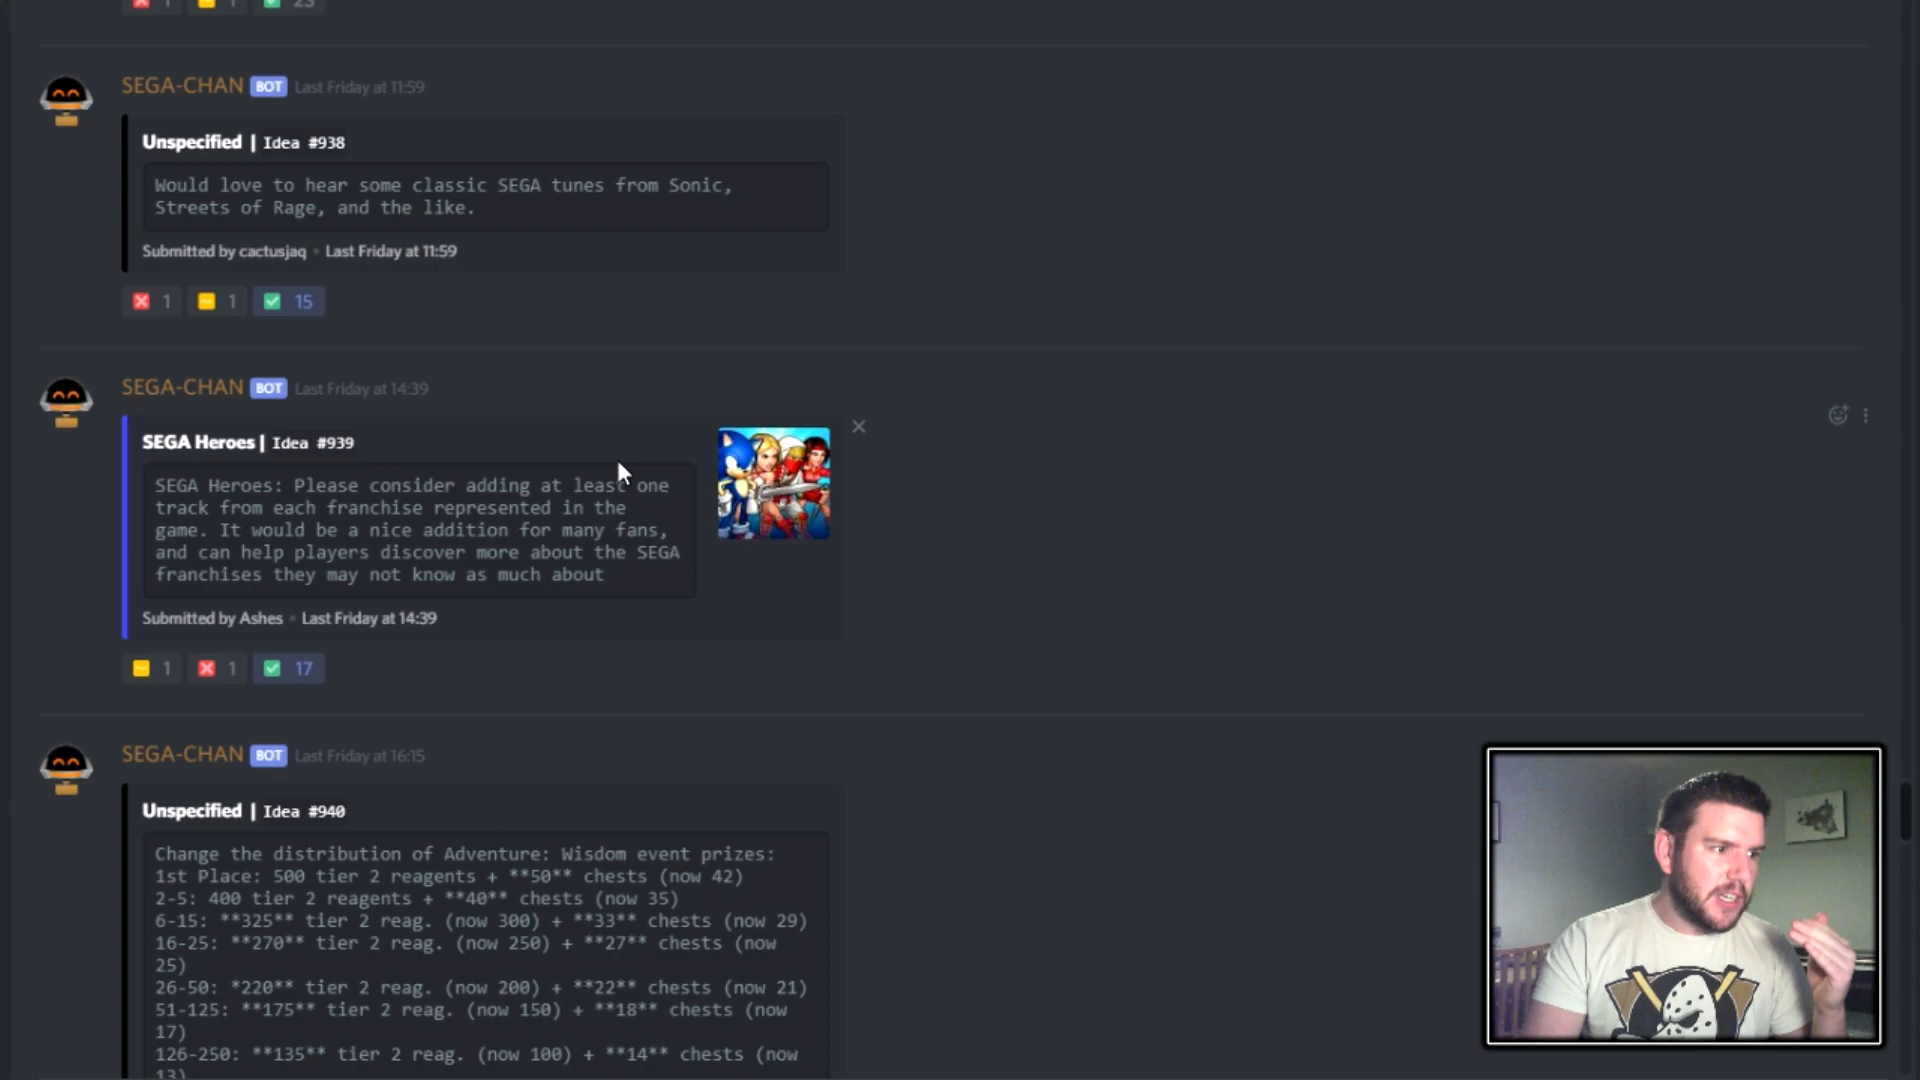 1 1 23
SEGA-CHAN BOT Last Friday at 11:59
Unspecified | Idea #938
Would love to hear some classic SEGA tunes from Sonic,
Streets of Rage, and the like.
Submitted by cactusjaq • Last Friday at 11:59
1 1 15
SEGA-CHAN BOT Last Friday at 14:39
SEGA Heroes | Idea #939
SEGA Heroes: Please consider adding at least one
track from each franchise represented in the
game. It would be a nice addition for many fans,
and can help players discover more about the SEGA
franchises they may not know as much about
Submitted by Ashes • Last Friday at 14:39
1 1 17
SEGA-CHAN BOT Last Friday at 16:15
Unspecified | Idea #940
Change the distribution of Adventure: Wisdom event prizes:
1st Place: 500 tier 2 reagents + **50** chests (now 42)
2-5: 400 tier 2 reagents + **40** chests (now 35)
6-15: **325** tier 2 reag. (now 300) + **33** chests (now 29)
16-25: **270** tier 2 reag. (now 250) + **27** chests (now
25)
26-50: *220** tier 2 reag. (now 200) + **22** chests (now 21)
51-125: **175** tier 2 reag. (now 150) + **18** chests (now
17)
126-250: **135** tier 2 reag. (now 100) + **14** chests (now
13)